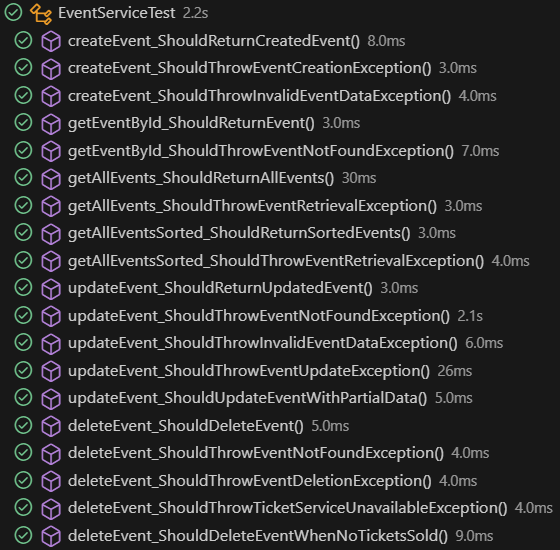 EventServiceTest 2.2s
createEvent_ShouldReturnCreatedEvent() 8.0ms
createEvent_ShouldThrowEventCreationException() 3.0ms
createEvent_ShouldThrowInvalidEventDataException() 4.0ms
getEventById_ShouldReturnEvent() 3.0ms
getEventById_ShouldThrowEventNotFoundException() 7.0ms
getAllEvents_ShouldReturnAllEvents() 30ms
getAllEvents_ShouldThrowEventRetrievalException() 3.0ms
getAllEventsSorted_ShouldReturnSortedEvents() 3.0ms
getAllEventsSorted_ShouldThrowEventRetrievalException() 4.0ms
updateEvent_ShouldReturnUpdatedEvent() 3.0ms
updateEvent_ShouldThrowEventNotFoundException() 2.1s
updateEvent_ShouldThrowInvalidEventDataException() 6.0ms
updateEvent_ShouldThrowEventUpdateException() 26ms
updateEvent_ShouldUpdateEventWithPartialData() 5.0ms
deleteEvent_ShouldDeleteEvent() 5.0ms
deleteEvent_ShouldThrowEventNotFoundException() 4.0ms
deleteEvent_ShouldThrowEventDeletionException() 4.0ms
deleteEvent_ShouldThrowTicketServiceUnavailableException() 4.0ms
deleteEvent_ShouldDeleteEventWhenNoTicketsSold() 9.0ms